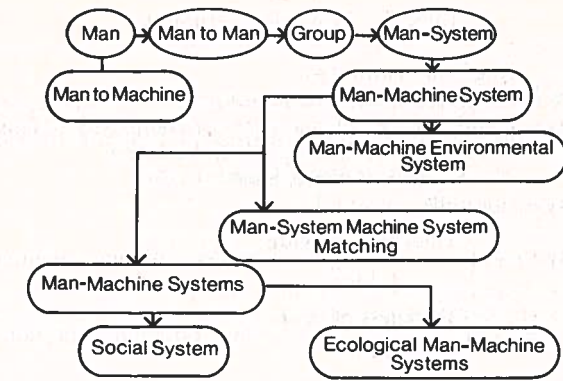 Man
Man to Man
Group
Man-System
Man to Machine
Man-Machine System
Man-Machine Environmental
System
Man-System Machine System
Matching
Man-Machine Systems
Social System
Ecological Man-Machine
Systems